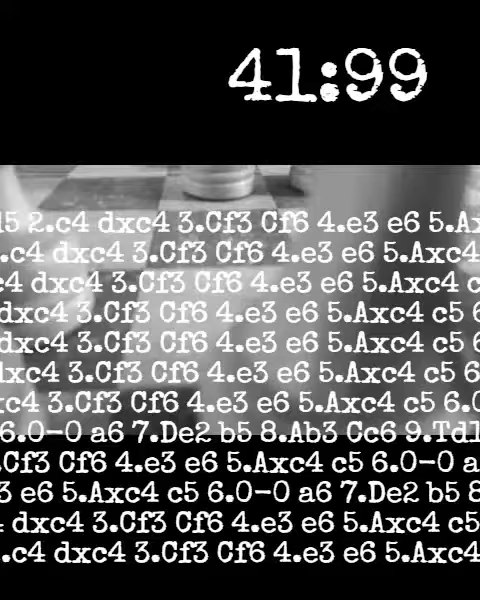 41:99
d5 2.c4 dxc4 3.Cf3 Cf6 4.e3 e6 5.Ax
.c4 dxc4 3.Cf3 Cf6 4.e3 e6 5.Axc4
c4 dxc4 3.Cf3 Cf6 4.e3 e6 5.Axc4 c
dxc4 3.Cf3 Cf6 4.e3 e6 5.Axc4 c5 6
dxc4 3.Cf3 Cf6 4.e3 e6 5.Axc4 c5 6
dxc4 3.Cf3 Cf6 4.e3 e6 5.Axc4 c5 6.
xc4 3.Cf3 Cf6 4.e3 e6 5.Axc4 c5 6.0
6.0-0 a6 7.De2 b5 8.Ab3 Cc6 9.Td1
.Cf3 Cf6 4.e3 e6 5.Axc4 c5 6.0-0 a
3 e6 5.Axc4 c5 6.0-0 a6 7.De2 b5 8
dxc4 3.Cf3 Cf6 4.e3 e6 5.Axc4 c5
.c4 dxc4 3.Cf3 Cf6 4.e3 e6 5.Axc4